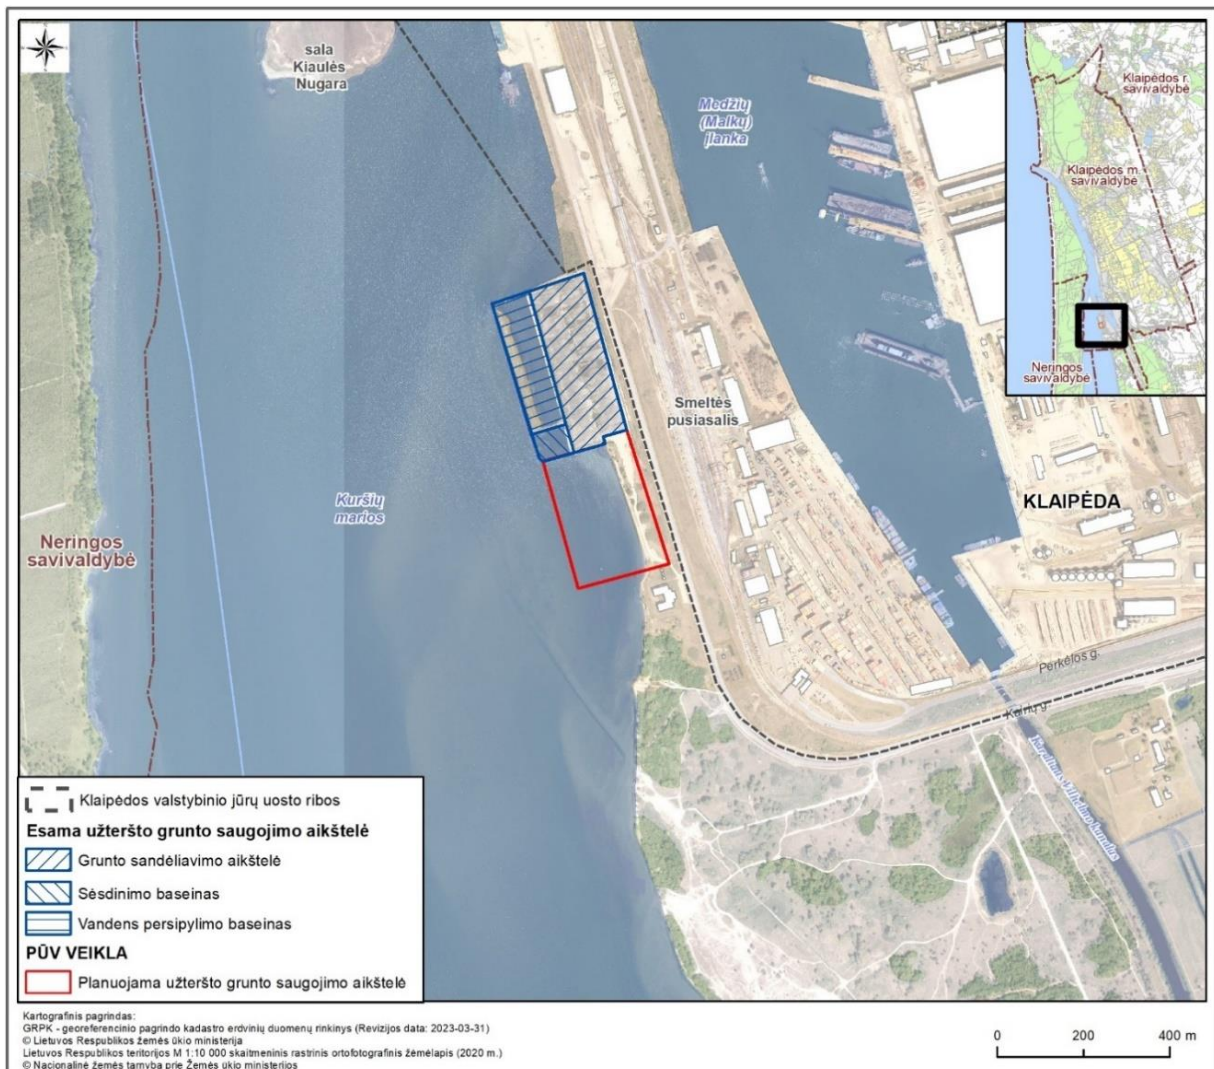 sala
Kiaulės
Nugara
Medžių
(Malkų)
įlanka
Klaipėdos r.
savivaldybė
Klaipėdos m.
savivaldybė
Neringos
savivaldybė
Smeltės
pusiasalis
KLAIPĖDA
Kuršių
marios
Neringos
savivaldybė
Perkėlos g.
Kairių g.
Karaliaus Vilhelmo kanalas
Klaipėdos valstybinio jūrų uosto ribos
Esama užteršto grunto saugojimo aikštelė
Grunto sandėliavimo aikštelė
Sėsdinimo baseinas
Vandens persipylimo baseinas
PŪV VEIKLA
Planuojama užteršto grunto saugojimo aikštelė
Kartografinis pagrindas:
GRPK - georeferencinio pagrindo kadastro erdvinių duomenų rinkinys (Revizijos data: 2023-03-31)
© Lietuvos Respublikos žemės ūkio ministerija
Lietuvos Respublikos teritorijos M 1:10 000 skaitmeninis rastrinis ortofotografinis žemėlapis (2020 m.)
© Nacionalinė žemės tarnyba prie Žemės ūkio ministerijos
0 200 400 m